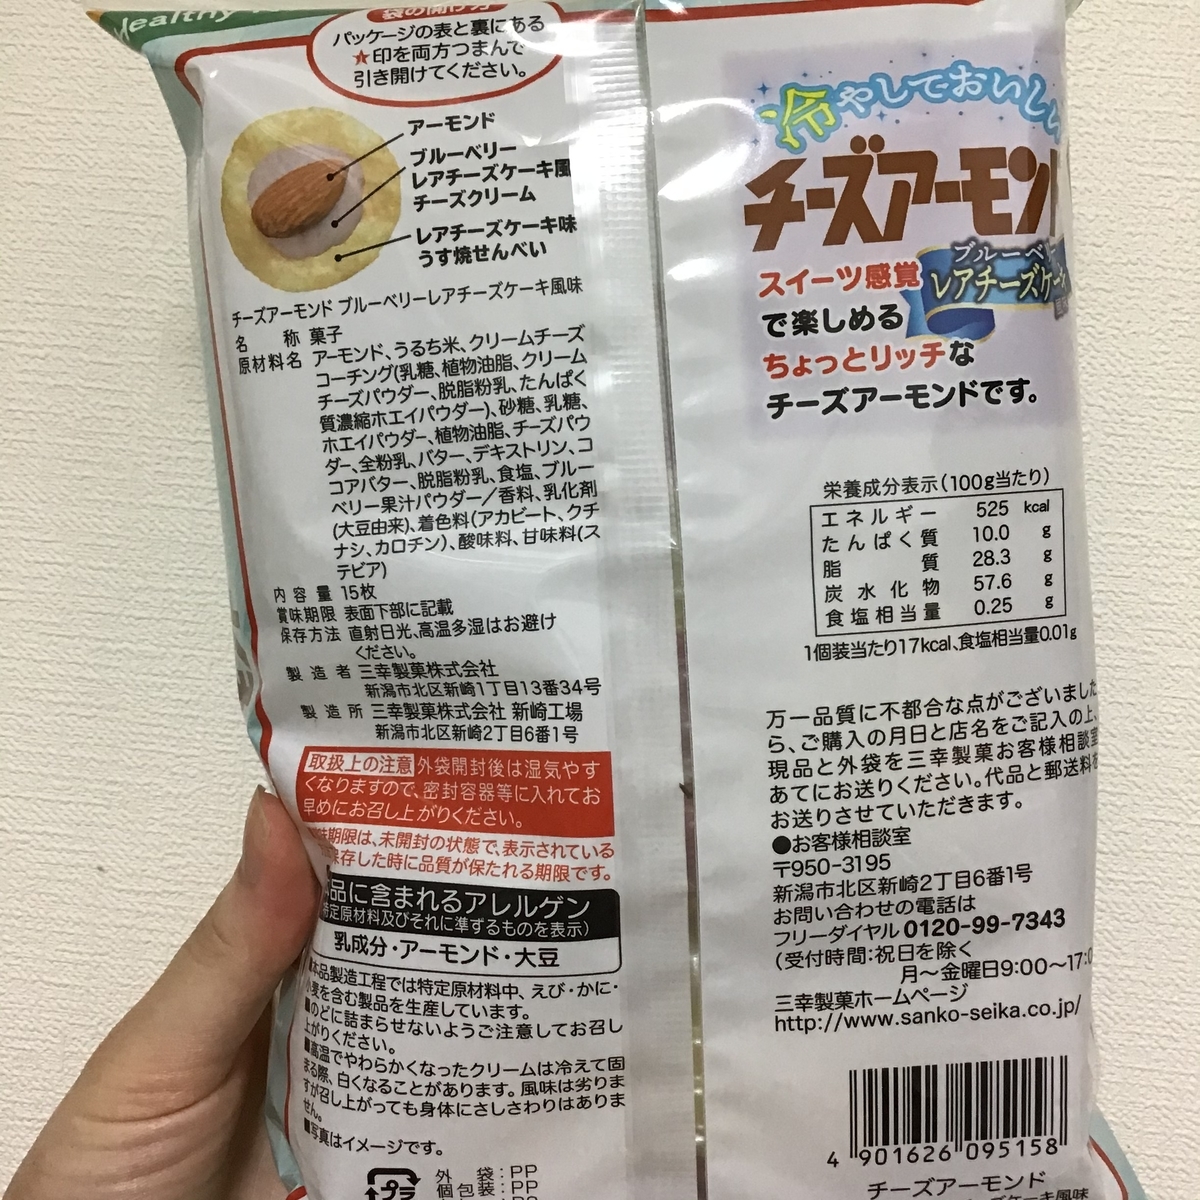 Healthy
袋の開け方
パッケージの表と裏にある
★印を両方つまんで
引き開けてください。
アーモンド
ブルーベリー
レアチーズケーキ風
チーズクリーム
レアチーズケーキ味
うす焼せんべい
チーズアーモンド ブルーベリーレアチーズケーキ風味
名称 菓子
原材料名 アーモンド、うるち米、クリームチーズ
コーチング(乳糖、植物油脂、クリーム
チーズパウダー、脱脂粉乳、たんぱく
質濃縮ホエイパウダー)、砂糖、乳糖、
ホエイパウダー、植物油脂、チーズパウ
ダー、全粉乳、バター、デキストリン、コ
コアバター、脱脂粉乳、食塩、ブルー
ベリー果汁パウダー／香料、乳化剤
(大豆由来)、着色料(アカビート、クチ
ナシ、カロチン)、酸味料、甘味料(ス
テビア)
内容量 15枚
賞味期限 表面下部に記載
保存方法 直射日光、高温多湿はお避け
ください。
製造者 三幸製菓株式会社
新潟市北区新崎1丁目13番34号
製造所 三幸製菓株式会社 新崎工場
新潟市北区新崎2丁目6番1号
取扱上の注意 外袋開封後は湿気やす
くなりますので、密封容器等に入れてお
早めにお召し上がりください。
味期限は、未開封の状態で、表示されている
保存した時に品質が保たれる期限です。
品に含まれるアレルゲン
特定原材料及びそれに準ずるものを表示)
乳成分・アーモンド・大豆
■本品製造工程では特定原材料中、えび・かに・
小麦を含む製品を生産しています。
■のどに詰まらせないようご注意してお召し
上がりください。
■高温でやわらかくなったクリームは冷えて固
まる際、白くなることがあります。風味は劣りま
すが召し上がっても身体にさしさわりはありま
せん。
■写真はイメージです。
プラ
外袋：PP
個包装：PP
冷やしておいしい
チーズアーモンド
ブルーベ
レアチーズケー
スイーツ感覚
で楽しめる
ちょっとリッチな
チーズアーモンドです。
栄養成分表示(100g当たり)
エネルギー 525 kcal
たんぱく質 10.0 g
脂質 28.3 g
炭水化物 57.6 g
食塩相当量 0.25 g
1個装当たり17kcal、食塩相当量0.01g
万一品質に不都合な点がございました
ら、ご購入の月日と店名をご記入の上、
現品と外袋を三幸製菓お客様相談室
あてにお送りください。代品と郵送料を
お送りさせていただきます。
●お客様相談室
〒950-3195
新潟市北区新崎2丁目6番1号
お問い合わせの電話は
フリーダイヤル 0120-99-7343
(受付時間：祝日を除く
月～金曜日9:00～17:0
三幸製菓ホームページ
http://www.sanko-seika.co.jp/
4 901626 095158
チーズアーモンド
ーズケーキ風味